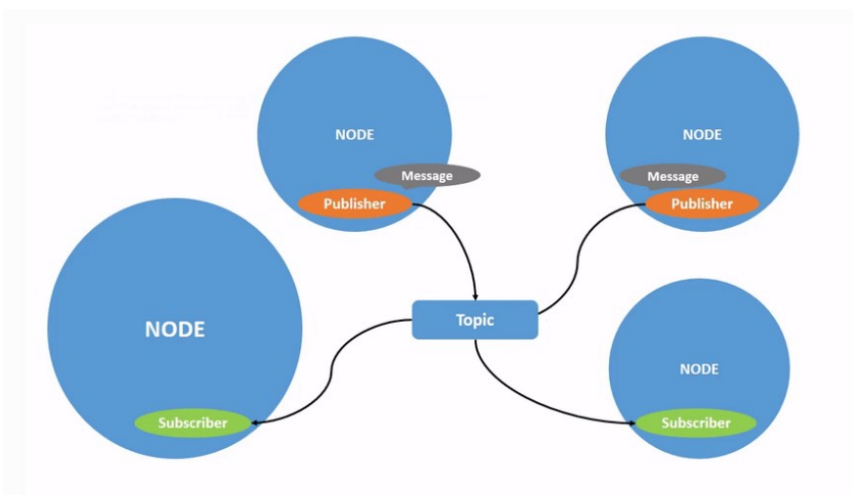 NODE
Message
Publisher
NODE
Message
Publisher
NODE
Subscriber
Topic
NODE
Subscriber